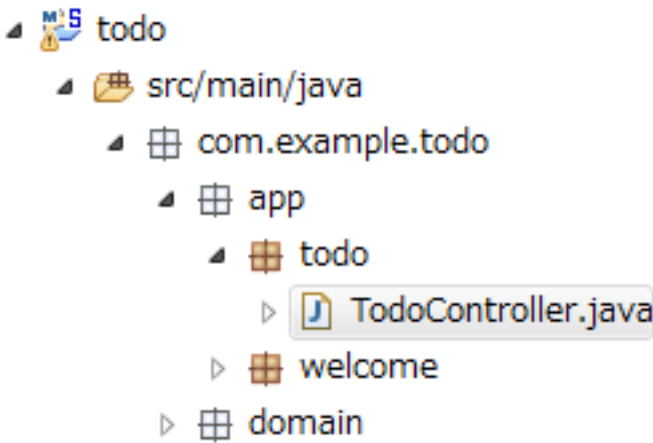 todo
src/main/java
com.example.todo
app
todo
TodoController.java
welcome
domain